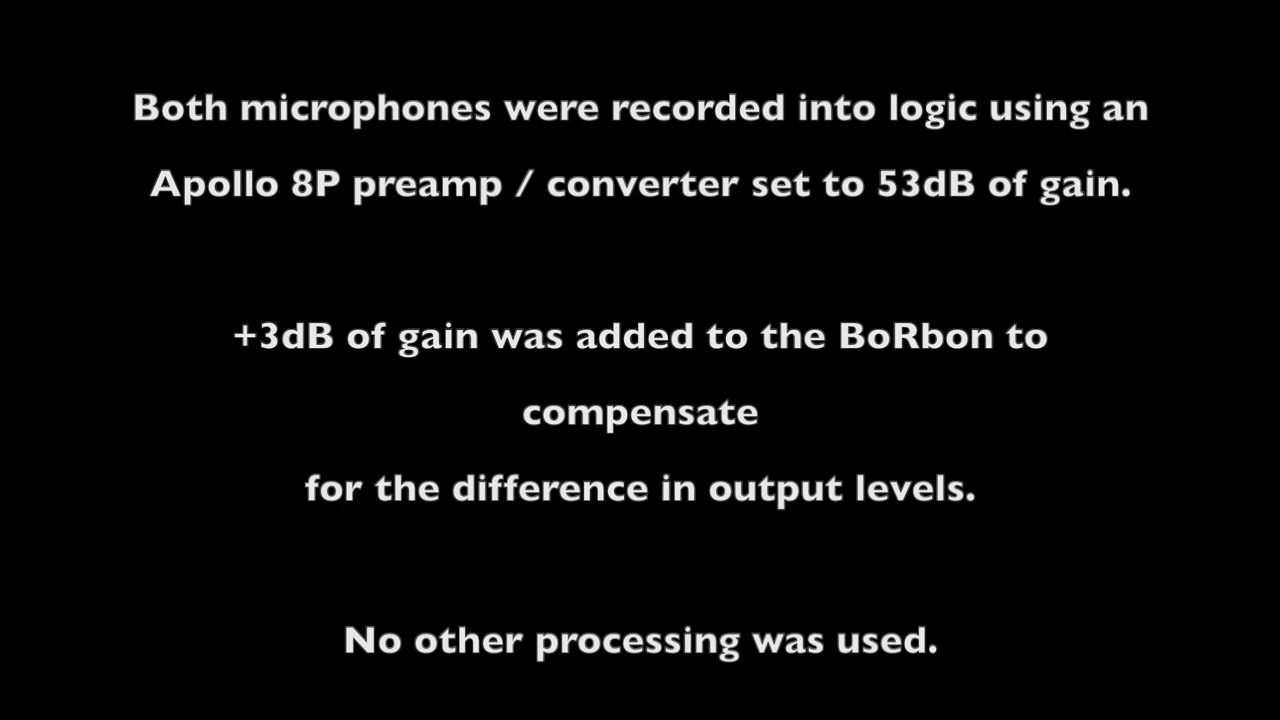 Both microphones were recorded into logic using an
Apollo 8P preamp / converter set to 53dB of gain.
+3dB of gain was added to the BoRbon to
compensate
for the difference in output levels.
No other processing was used.